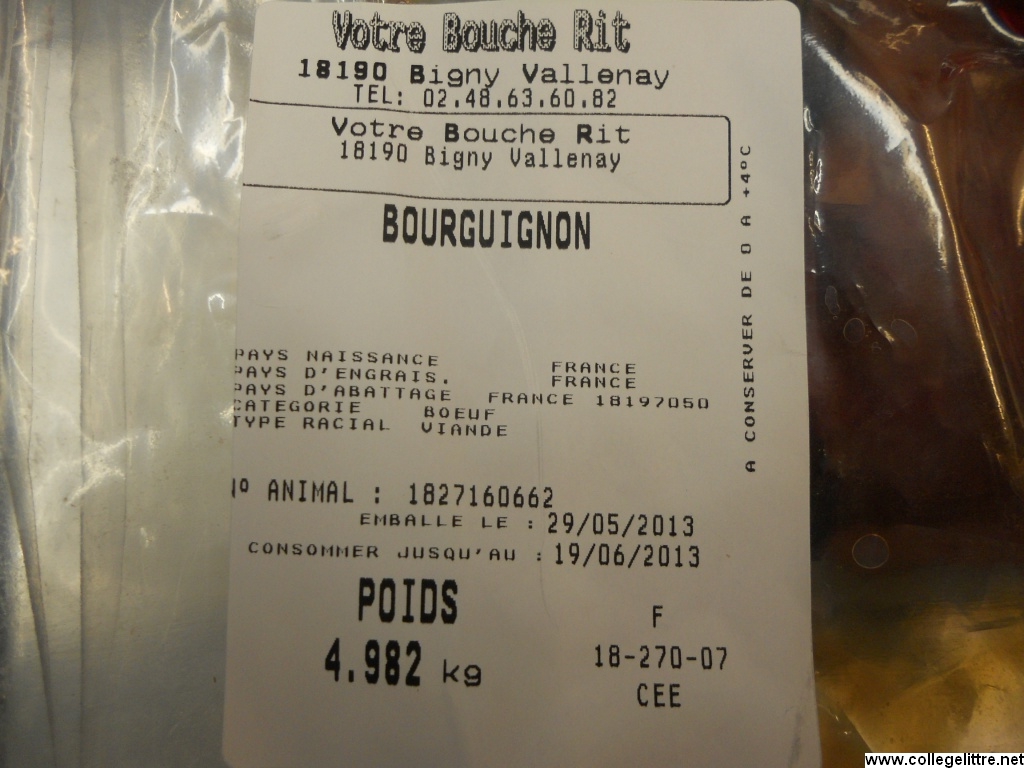 Votre Bouche Rit
18190 Bigny Vallenay
TEL: 02.48.63.60.82
Votre Bouche Rit
18190 Bigny Vallenay
BOURGUIGNON
A CONSERVER DE 0 A +4°C
PAYS NAISSANCE FRANCE
PAYS D'ENGRAIS. FRANCE
PAYS D'ABATTAGE FRANCE 18197050
CATEGORIE BOEUF
TYPE RACIAL VIANDE
N° ANIMAL : 1827160662
EMBALLE LE : 29/05/2013
CONSOMMER JUSQU'AU : 19/06/2013
POIDS
4.982 kg
F
18-270-07
CEE
www.collegelittre.net